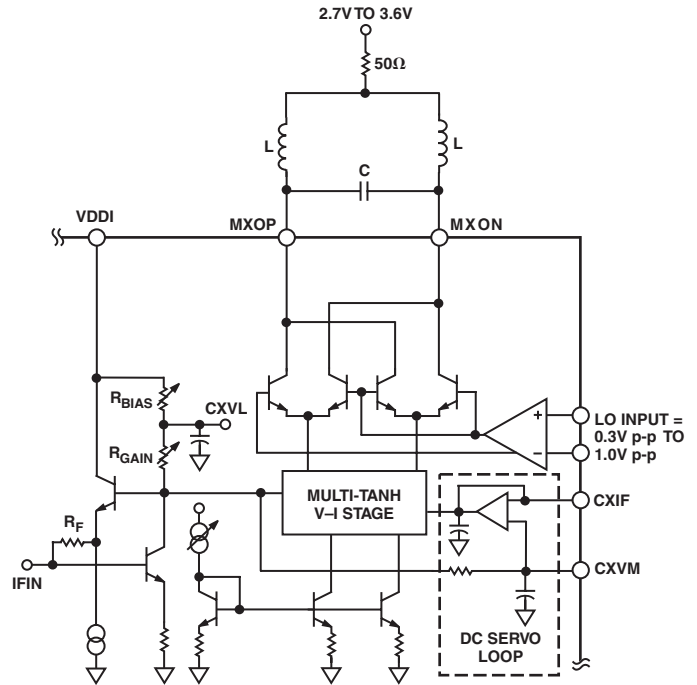 2.7V TO 3.6V
50Ω
L
L
C
VDDI
MXOP
MXON
RBIAS
CXVL
RGAIN
LO INPUT =
0.3V p-p TO
1.0V p-p
+
−
MULTI-TANH
V–I STAGE
CXIF
RF
IFIN
CXVM
DC SERVO
LOOP